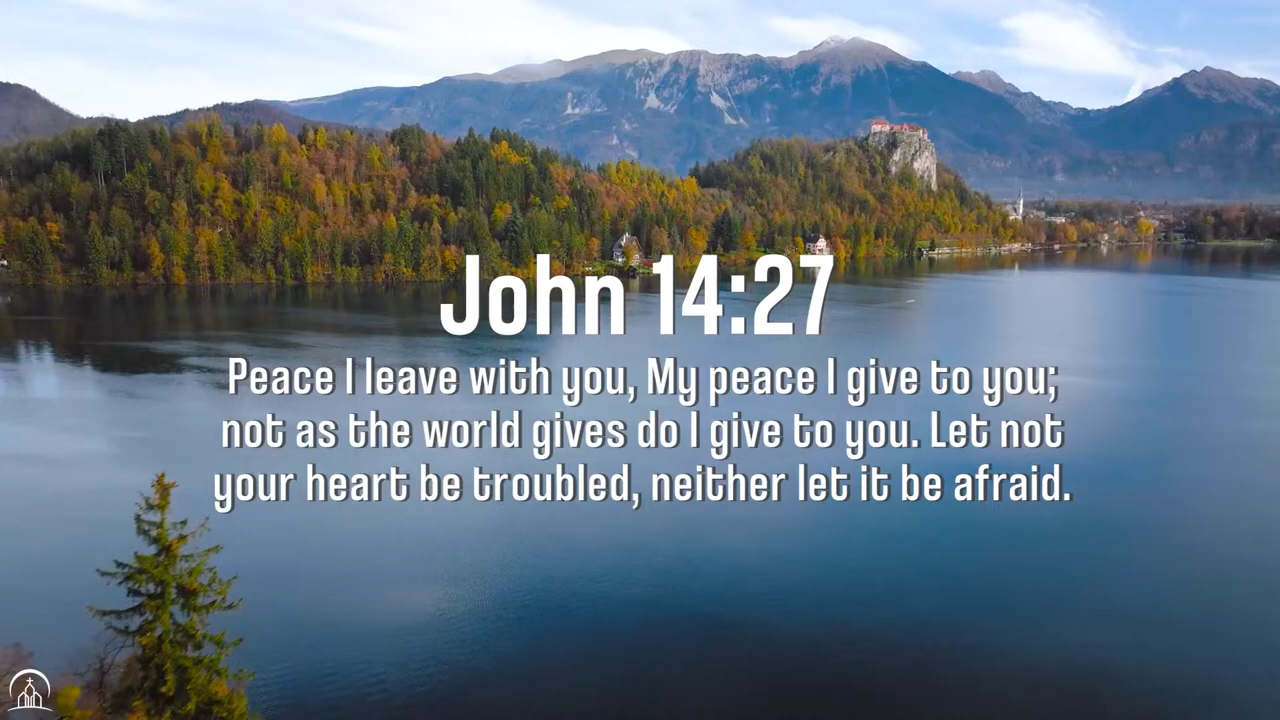 John 14:27
Peace I leave with you, My peace I give to you;
not as the world gives do I give to you. Let not
your heart be troubled, neither let it be afraid.